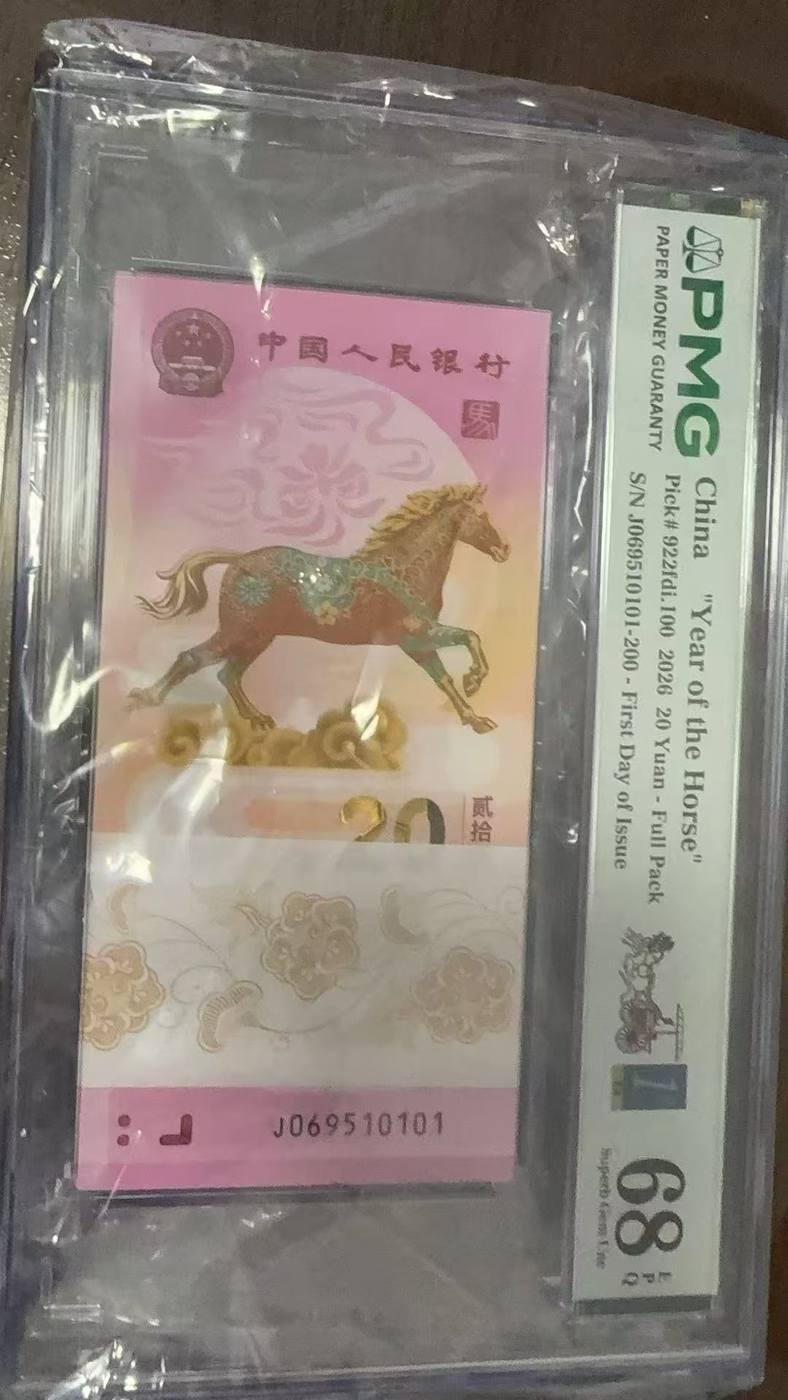 PMG
PAPER MONEY GUARANTY
China "Year of the Horse"
Pick# 922fdi.100 2026 20 Yuan - Full Pack
S/N J069510101-200 - First Day of Issue
68
EPQ
Superb Gem Unc
中国人民银行
馬
20
贰拾
J069510101